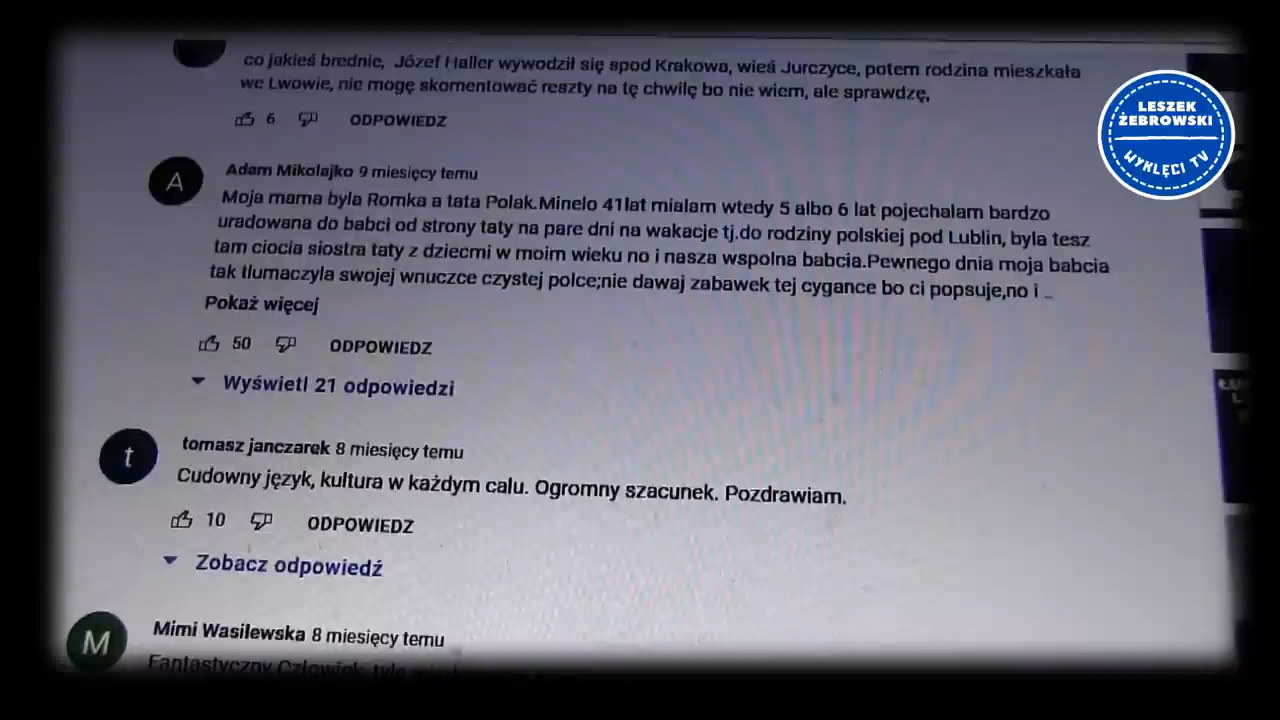 co jakieś brednie, Józef Haller wywodził się spod Krakowa, wieś Jurczyce, potem rodzina mieszkała
we Lwowie, nie mogę skomentować reszty na tę chwilę bo nie wiem, ale sprawdzę,
6 ODPOWIEDZ
LESZEK
ŻEBROWSKI
WYKLĘCI TV
A
Adam Mikolajko 9 miesięcy temu
Moja mama byla Romka a tata Polak.Minelo 41lat mialam wtedy 5 albo 6 lat pojechalam bardzo
uradowana do babci od strony taty na pare dni na wakacje tj.do rodziny polskiej pod Lublin, byla tesz
tam ciocia siostra taty z dziecmi w moim wieku no i nasza wspolna babcia.Pewnego dnia moja babcia
tak tlumaczyla swojej wnuczce czystej polce;nie dawaj zabawek tej cygance bo ci popsuje,no i ...
Pokaż więcej
50 ODPOWIEDZ
Wyświetl 21 odpowiedzi
t
tomasz janczarek 8 miesięcy temu
Cudowny język, kultura w każdym calu. Ogromny szacunek. Pozdrawiam.
10 ODPOWIEDZ
Zobacz odpowiedź
M
Mimi Wasilewska 8 miesięcy temu
Fantastyczny Człowiek, tyle